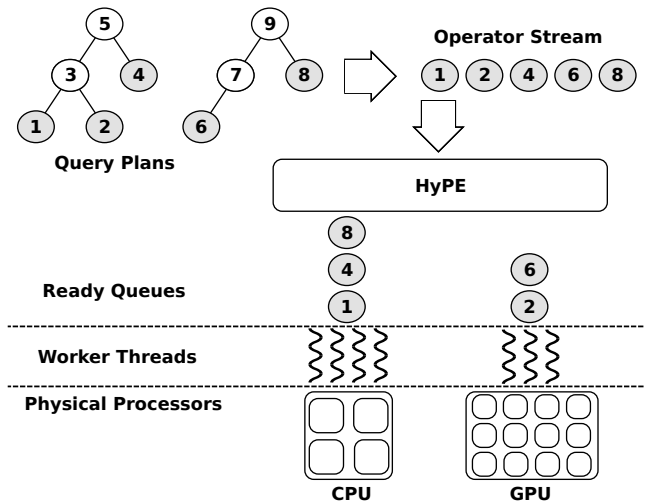 5
9
Operator Stream
3
4
7
8
1
2
4
6
8
1
2
6
Query Plans
HyPE
8
4
6
Ready Queues
1
2
Worker Threads
Physical Processors
CPU
GPU